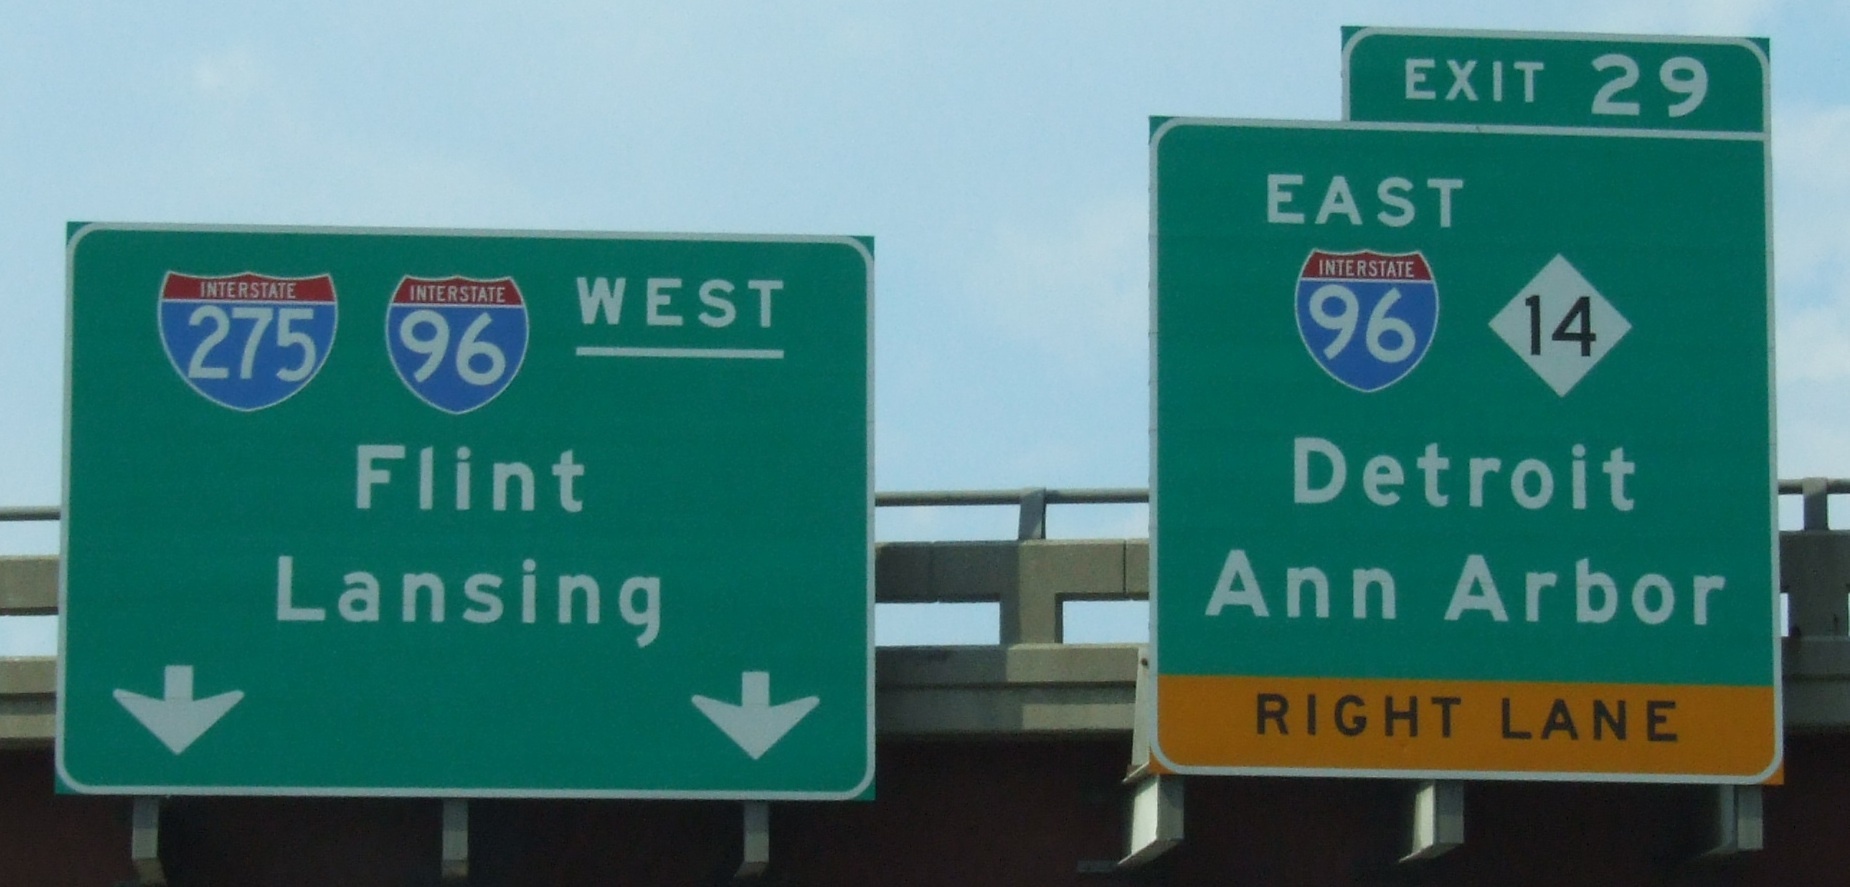 INTERSTATE 275 INTERSTATE 96 WEST
Flint
Lansing
EXIT 29
EAST
INTERSTATE 96 14
Detroit
Ann Arbor
RIGHT LANE